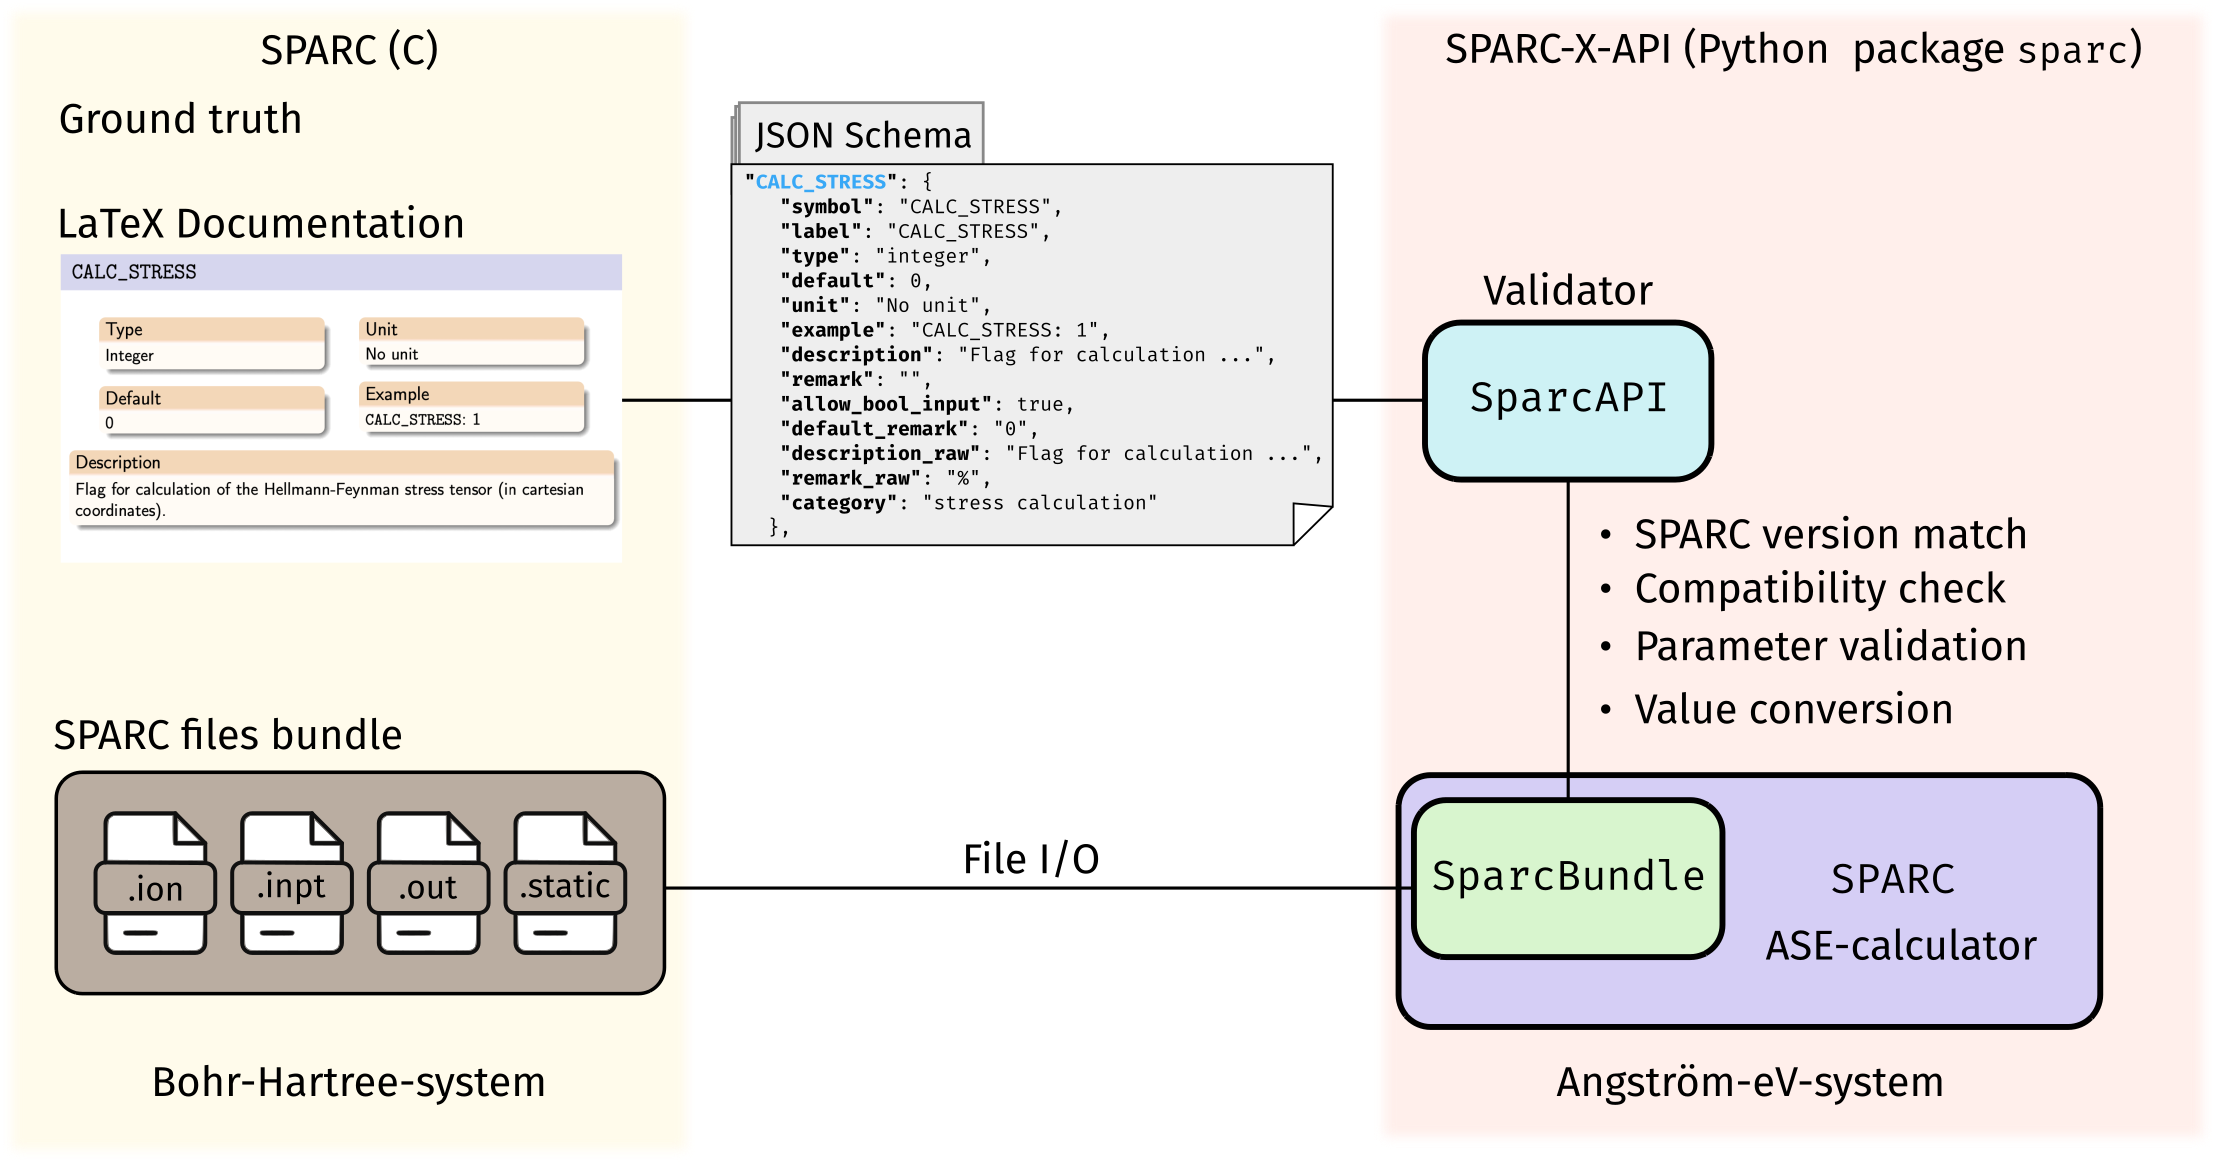 SPARC (C)
Ground truth
LaTeX Documentation
CALC_STRESS
Type
Integer
Unit
No unit
Default
0
Example
CALC_STRESS: 1
Description
Flag for calculation of the Hellmann-Feynman stress tensor (in cartesian
coordinates).
SPARC files bundle
.ion
.inpt
.out
.static
Bohr-Hartree-system
JSON Schema
"CALC_STRESS": {
"symbol": "CALC_STRESS",
"label": "CALC_STRESS",
"type": "integer",
"default": 0,
"unit": "No unit",
"example": "CALC_STRESS: 1",
"description": "Flag for calculation ...",
"remark": "",
"allow_bool_input": true,
"default_remark": "0",
"description_raw": "Flag for calculation ...",
"remark_raw": "%",
"category": "stress calculation"
},
File I/O
SPARC-X-API (Python package sparc)
Validator
SparcAPI
• SPARC version match
• Compatibility check
• Parameter validation
• Value conversion
SparcBundle
SPARC
ASE-calculator
Angström-eV-system